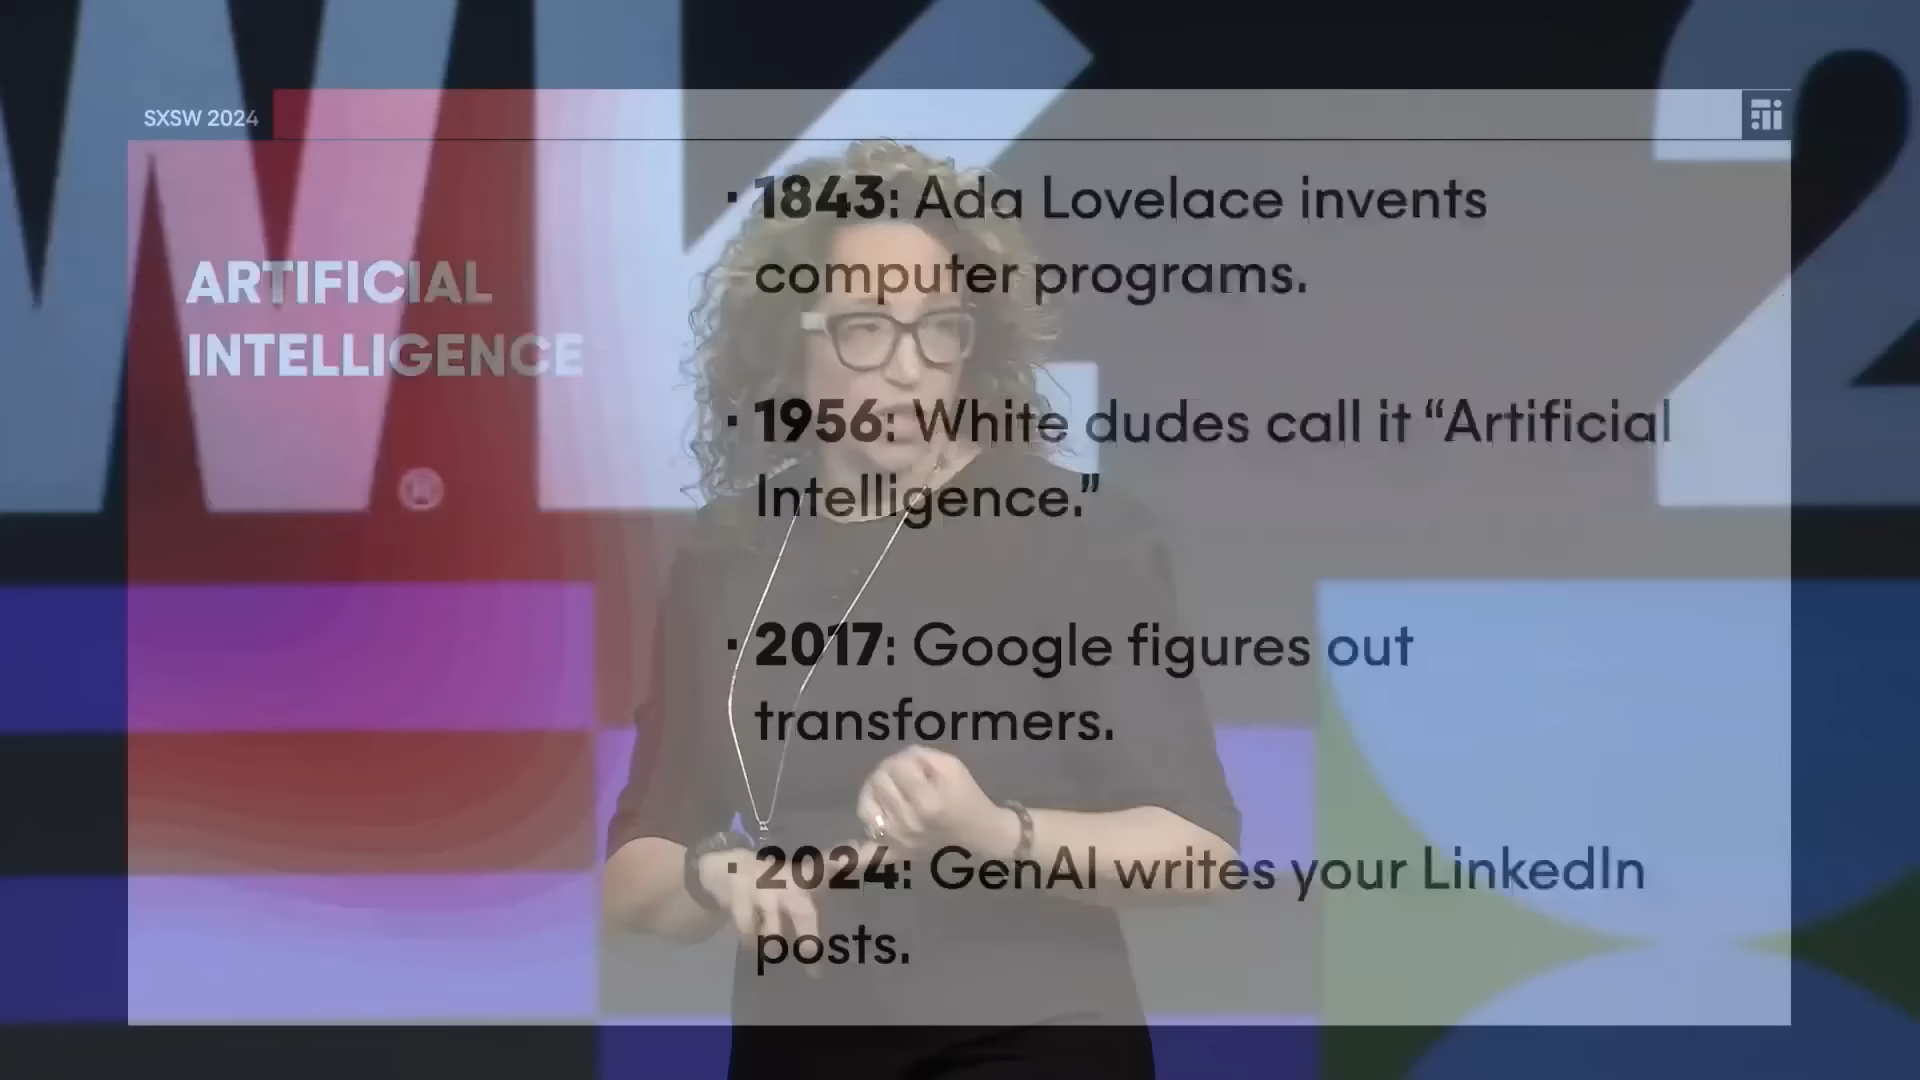 SXSW 2024
ARTIFICIAL
INTELLIGENCE
· 1843: Ada Lovelace invents
computer programs.
· 1956: White dudes call it “Artificial
Intelligence.”
· 2017: Google figures out
transformers.
· 2024: GenAI writes your LinkedIn
posts.